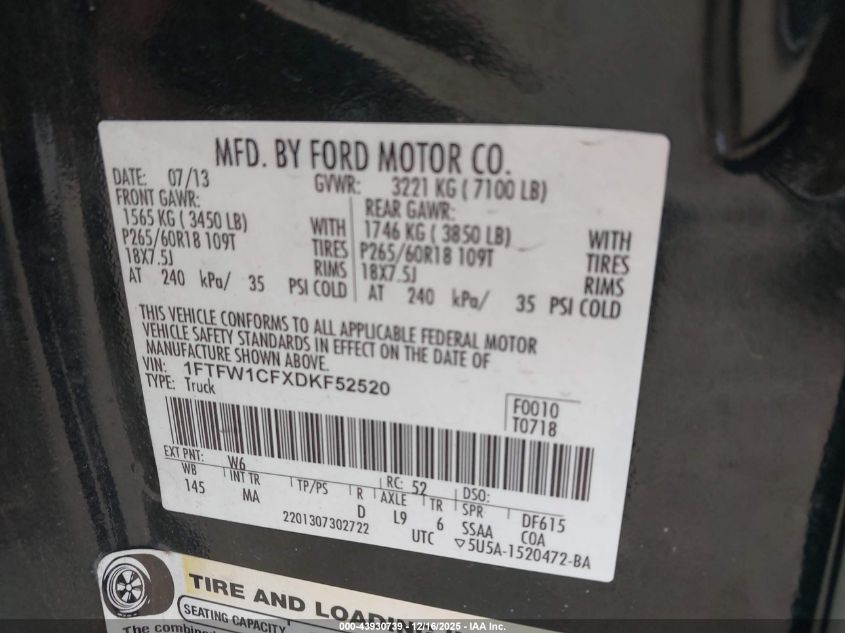 MFD. BY FORD MOTOR CO.
DATE: 07/13 GVWR: 3221 KG ( 7100 LB)
FRONT GAWR: REAR GAWR:
1565 KG ( 3450 LB) WITH 1746 KG ( 3850 LB) WITH
P265/60R18 109T TIRES P265/60R18 109T TIRES
18X7.5J RIMS 18X7.5J RIMS
AT 240 kPa/ 35 PSI COLD AT 240 kPa/ 35 PSI COLD
THIS VEHICLE CONFORMS TO ALL APPLICABLE FEDERAL MOTOR
VEHICLE SAFETY STANDARDS IN EFFECT ON THE DATE OF
MANUFACTURE SHOWN ABOVE.
VIN: 1FTFW1CFXDKF52520
TYPE: Truck
F0010
T0718
EXT PNT: W6 RC: 52 DSO:
WB INT TR TP/PS R AXLE TR SPR
145 MA D L9 6 SSAA DF615
COA
2201307302722 UTC ▽5U5A-1520472-BA
TIRE AND LOADIN
SEATING CAPACITY
The combin
000-43930739 - 12/16/2025 - IAA Inc.